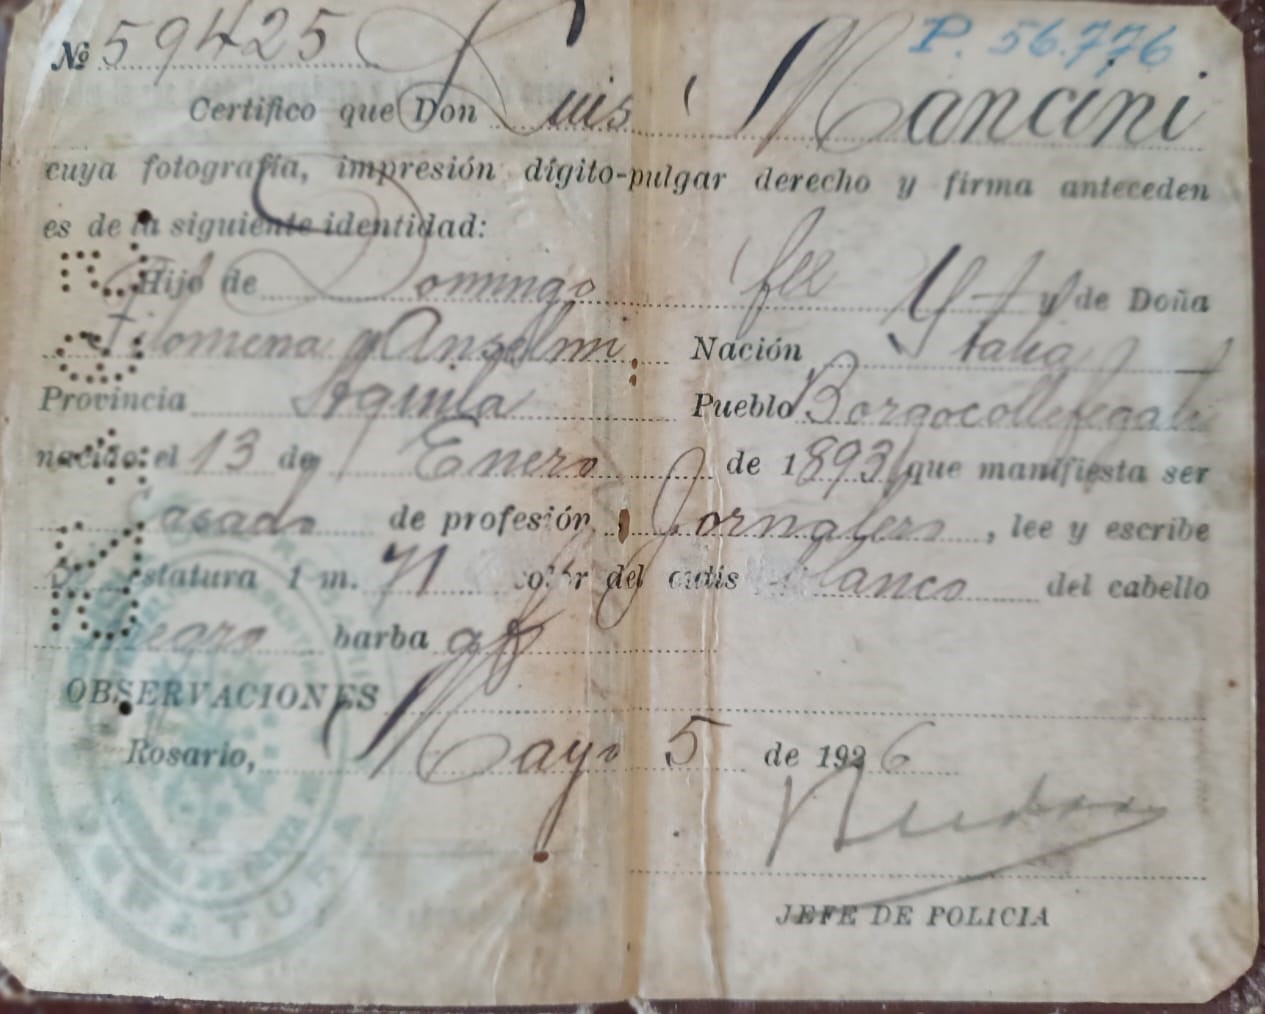 Nº 59425 P. 56.776
Certifico que Don Luis Mancini
cuya fotografía, impresión dígito-pulgar derecho y firma anteceden
es de la siguiente identidad:
Hijo de Domingo y de Doña
Filomena Anselmi Nación Italia
Provincia Aquila Pueblo Borgocollefegato
nacido el 13 de Enero de 1893 que manifiesta ser
Casado de profesión Jornalero, lee y escribe
Estatura 1 m. 71 color del cutis blanco del cabello
negro barba af
OBSERVACIONES
Rosario, Mayo 5 de 1926
JEFE DE POLICIA
JEFATURA